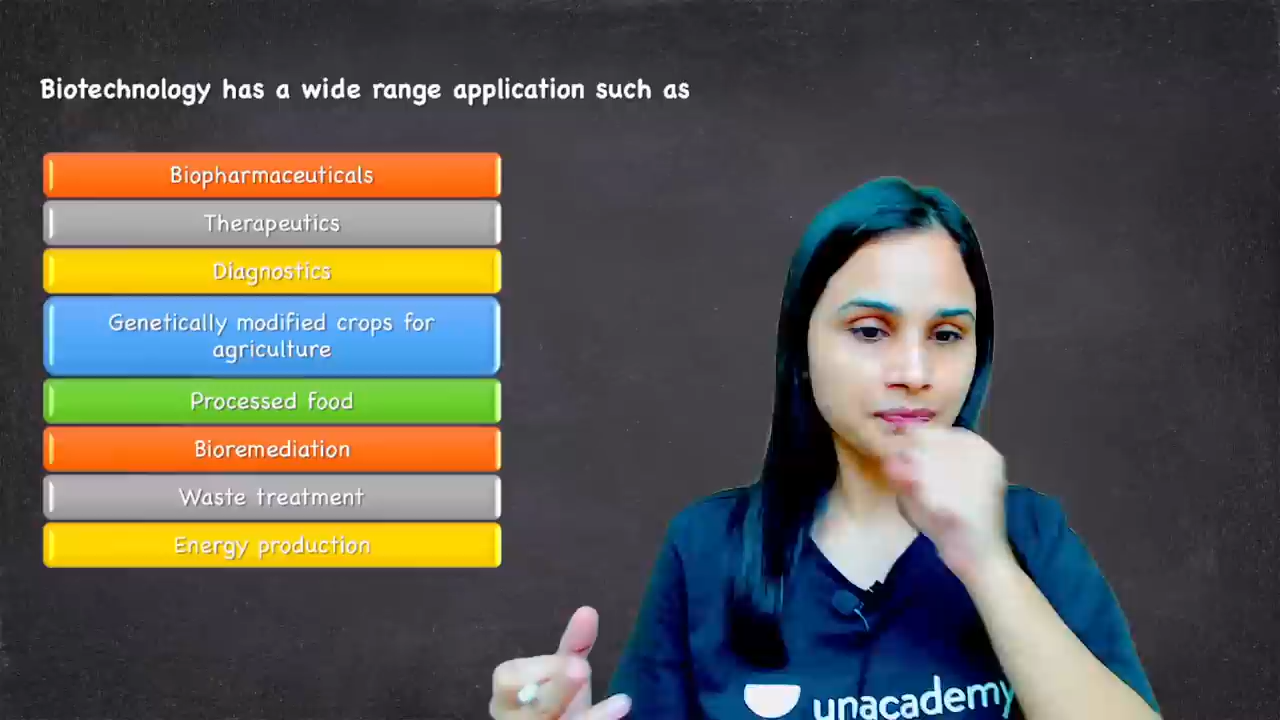 Biotechnology has a wide range application such as
Biopharmaceuticals
Therapeutics
Diagnostics
Genetically modified crops for
agriculture
Processed food
Bioremediation
Waste treatment
Energy production
unacademy